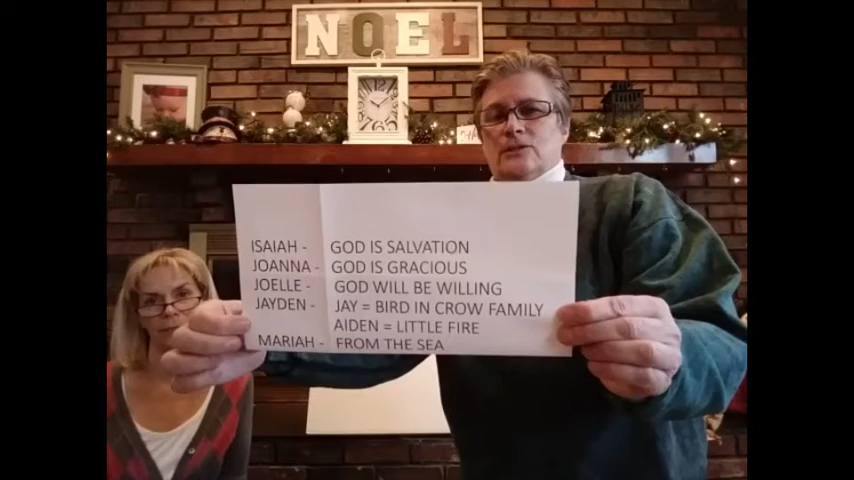 NOEL
ISAIAH - GOD IS SALVATION
JOANNA - GOD IS GRACIOUS
JOELLE - GOD WILL BE WILLING
JAYDEN - JAY = BIRD IN CROW FAMILY
AIDEN = LITTLE FIRE
MARIAH - FROM THE SEA